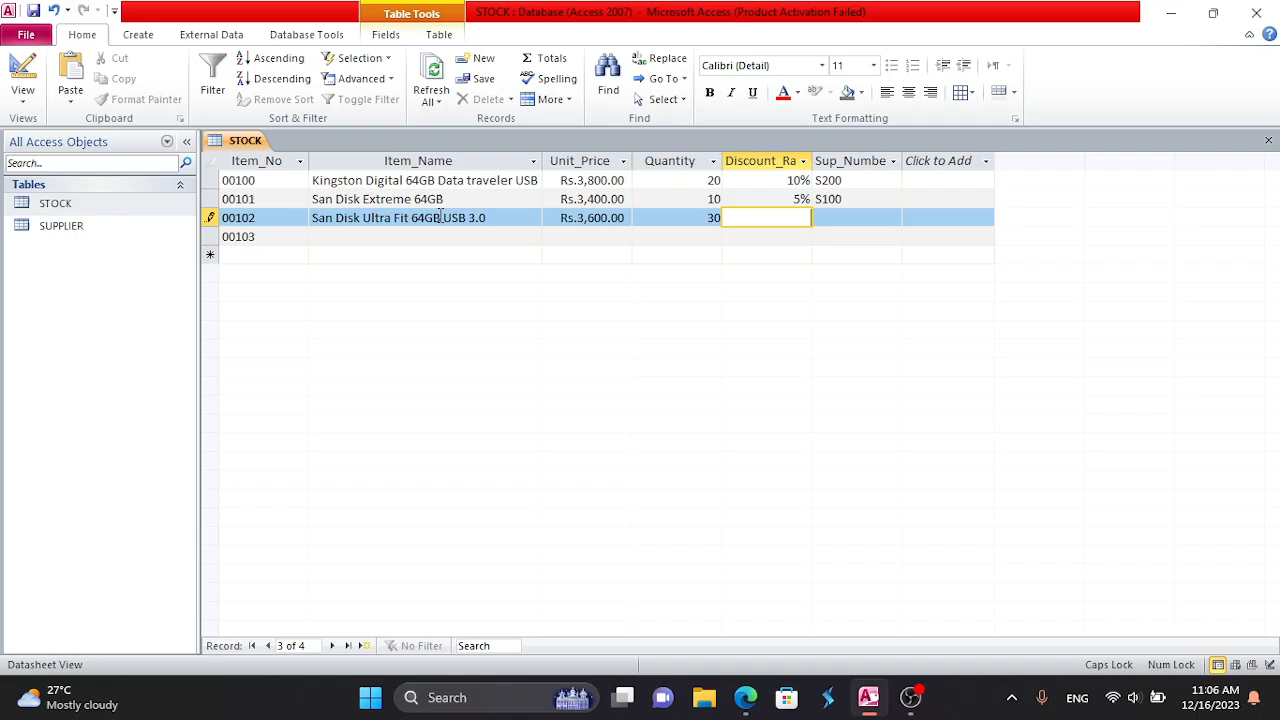 Table Tools
STOCK : Database (Access 2007) - Microsoft Access (Product Activation Failed)
File Home Create External Data Database Tools Fields Table
View
Views
Paste
Cut
Copy
Format Painter
Clipboard
Filter
Ascending
Descending
Remove Sort
Selection
Advanced
Toggle Filter
Sort & Filter
Refresh
All
New
Save
Delete
Totals
Spelling
More
Records
Find
Replace
Go To
Select
Find
Calibri (Detail) 11
B I U A
Text Formatting
All Access Objects
Search...
Tables
STOCK
SUPPLIER
STOCK
Item_No Item_Name Unit_Price Quantity Discount_Ra Sup_Numbe Click to Add
00100 Kingston Digital 64GB Data traveler USB Rs.3,800.00 20 10% S200
00101 San Disk Extreme 64GB Rs.3,400.00 10 5% S100
00102 San Disk Ultra Fit 64GB USB 3.0 Rs.3,600.00 30
00103
Record: 3 of 4 No Filter Search
Datasheet View Caps Lock Num Lock
27°C
Mostly cloudy
Search
ENG
11:06 AM
12/16/2023